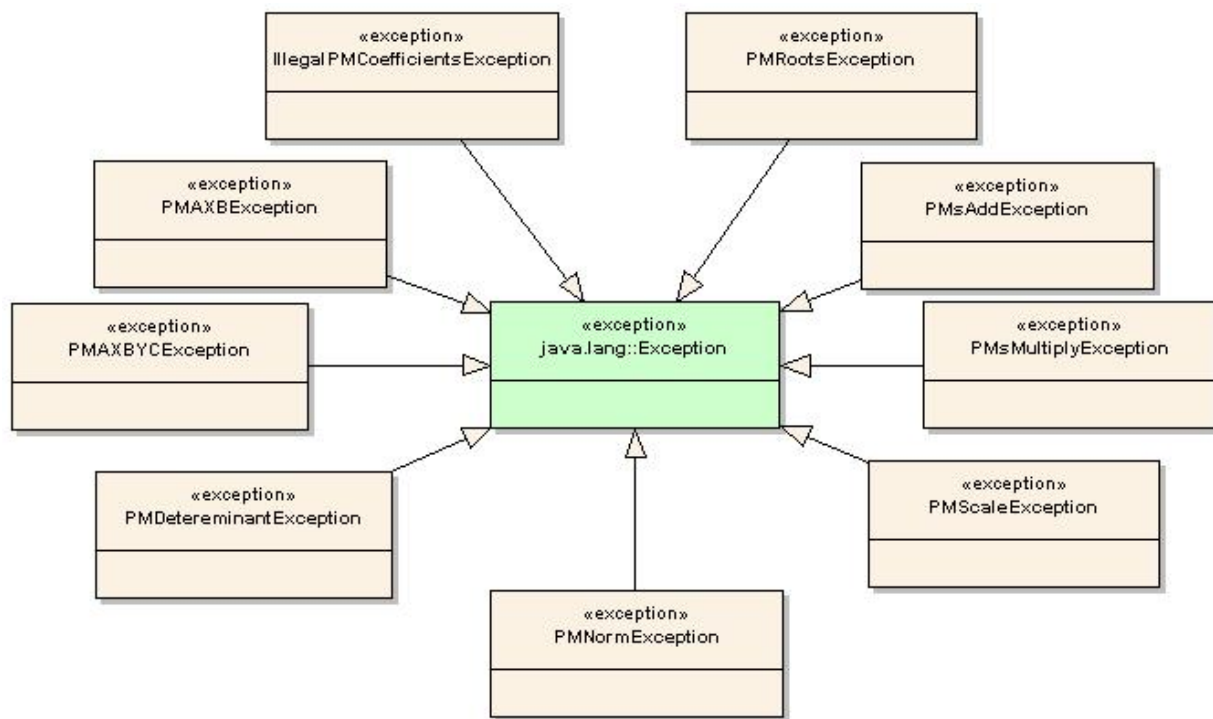 «exception»
IllegalPMCoefficientsException
«exception»
PMRootsException
«exception»
PMAXBException
«exception»
PMsAddException
«exception»
PMAXBYCException
«exception»
java.lang::Exception
«exception»
PMsMultiplyException
«exception»
PMDetereminantException
«exception»
PMScaleException
«exception»
PMNormException